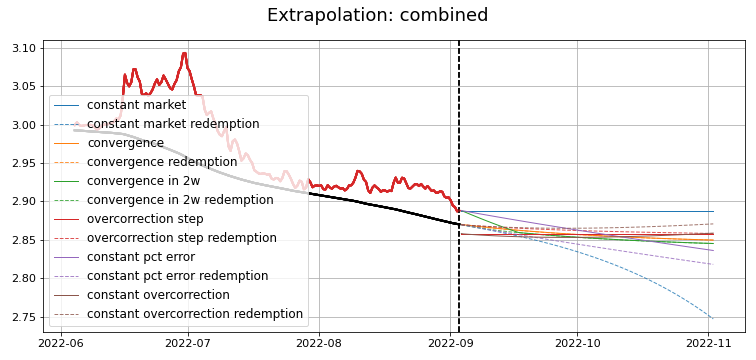 Extrapolation: combined
3.10
3.05
3.00
2.95
2.90
2.85
2.80
2.75
constant market
constant market redemption
convergence
convergence redemption
convergence in 2w
convergence in 2w redemption
overcorrection step
overcorrection step redemption
constant pct error
constant pct error redemption
constant overcorrection
constant overcorrection redemption
2022-06 2022-07 2022-08 2022-09 2022-10 2022-11